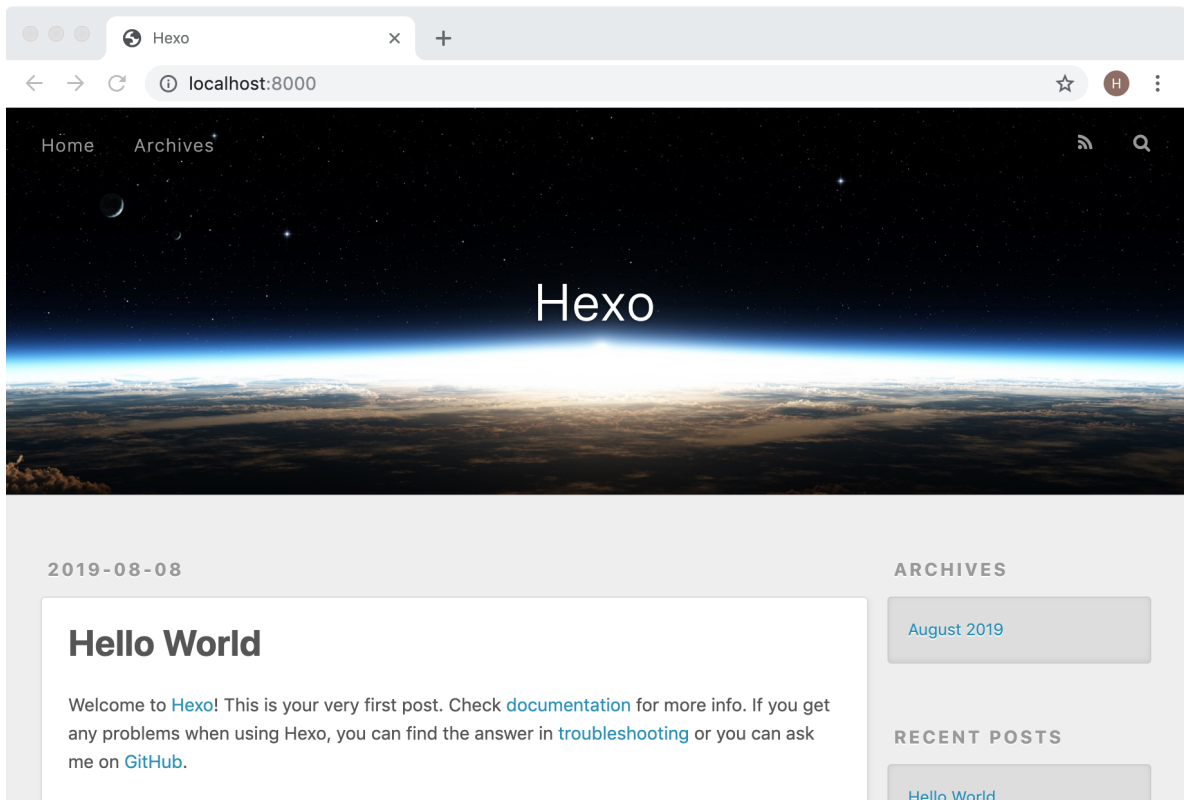 Hexo
localhost:8000
H
Home
Archives
Hexo
2019-08-08
Hello World
Welcome to Hexo! This is your very first post. Check documentation for more info. If you get
any problems when using Hexo, you can find the answer in troubleshooting or you can ask
me on GitHub.
ARCHIVES
August 2019
RECENT POSTS
Hello World